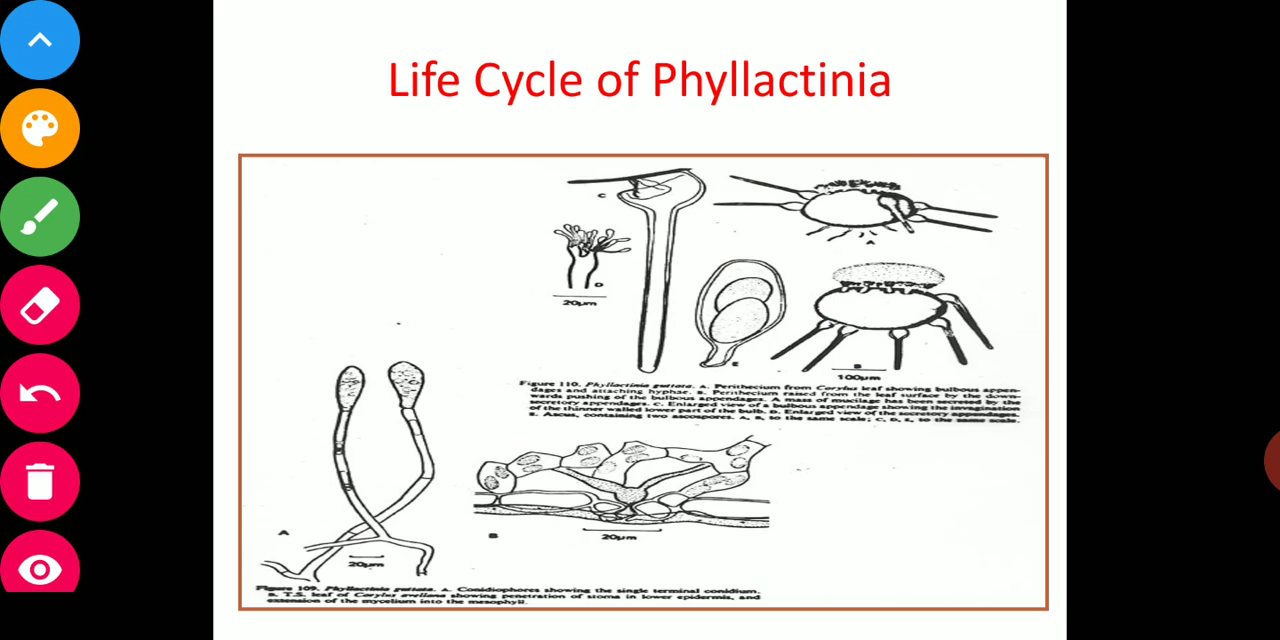 Life Cycle of Phyllactinia
C
A
D
20µm
E
B
100µm
Figure 110. Phyllactinia guttata. A. Perithecium from Corylus leaf showing bulbous appen-
dages and attaching hyphae. B. Perithecium raised from the leaf surface by the down-
wards pushing of the bulbous appendages. A mass of mucilage has been secreted by the
secretory appendages. C. Enlarged view of a bulbous appendage showing the invagination
of the thinner walled lower part of the bulb. D. Enlarged view of the secretory appendages.
E. Ascus, containing two ascospores. A, B, to the same scale; C, D, E, to the same scale.
A
20µm
B
20µm
Figure 109. Phyllactinia guttata. A. Conidiophores showing the single terminal conidium.
B. T.S. leaf of Corylus avellana showing penetration of stoma in lower epidermis, and
extension of the mycelium into the mesophyll.